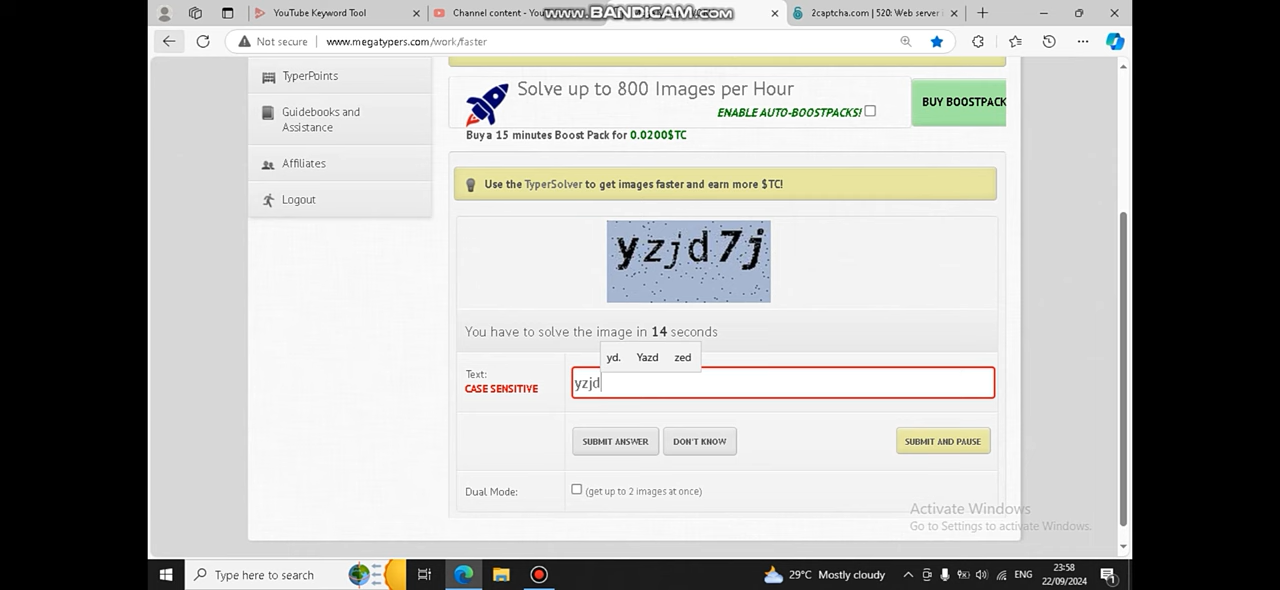 YouTube Keyword Tool
Channel content - You
www.BANDICAM.com
2captcha.com | 520: Web server i
Not secure
www.megatypers.com/work/faster
TyperPoints
Guidebooks and
Assistance
Affiliates
Logout
Solve up to 800 Images per Hour
ENABLE AUTO-BOOSTPACKS!
BUY BOOSTPACK
Buy a 15 minutes Boost Pack for 0.0200$TC
Use the TyperSolver to get images faster and earn more $TC!
yzjd7j
You have to solve the image in 14 seconds
yd. Yazd zed
Text:
CASE SENSITIVE
yzjd
SUBMIT ANSWER
DON'T KNOW
SUBMIT AND PAUSE
Dual Mode:
(get up to 2 images at once)
Activate Windows
Go to Settings to activate Windows.
Type here to search
29°C Mostly cloudy
ENG
23:58
22/09/2024
1